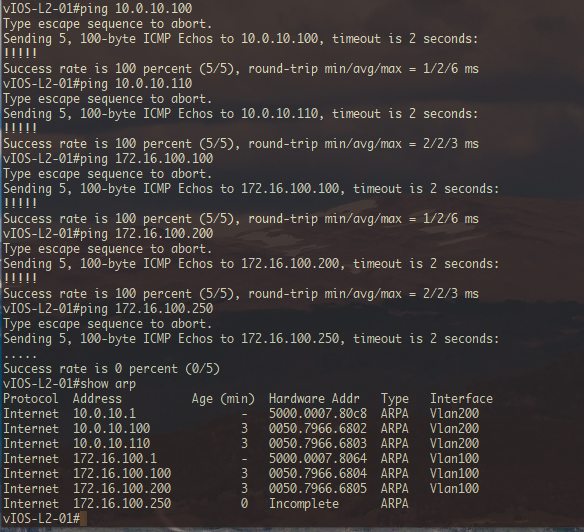 vIOS-L2-01#ping 10.0.10.100
Type escape sequence to abort.
Sending 5, 100-byte ICMP Echos to 10.0.10.100, timeout is 2 seconds:
!!!!!
Success rate is 100 percent (5/5), round-trip min/avg/max = 1/2/6 ms
vIOS-L2-01#ping 10.0.10.110
Type escape sequence to abort.
Sending 5, 100-byte ICMP Echos to 10.0.10.110, timeout is 2 seconds:
!!!!!
Success rate is 100 percent (5/5), round-trip min/avg/max = 2/2/3 ms
vIOS-L2-01#ping 172.16.100.100
Type escape sequence to abort.
Sending 5, 100-byte ICMP Echos to 172.16.100.100, timeout is 2 seconds:
!!!!!
Success rate is 100 percent (5/5), round-trip min/avg/max = 1/2/6 ms
vIOS-L2-01#ping 172.16.100.200
Type escape sequence to abort.
Sending 5, 100-byte ICMP Echos to 172.16.100.200, timeout is 2 seconds:
!!!!!
Success rate is 100 percent (5/5), round-trip min/avg/max = 2/2/3 ms
vIOS-L2-01#ping 172.16.100.250
Type escape sequence to abort.
Sending 5, 100-byte ICMP Echos to 172.16.100.250, timeout is 2 seconds:
.....
Success rate is 0 percent (0/5)
vIOS-L2-01#show arp
Protocol  Address          Age (min)  Hardware Addr   Type   Interface
Internet  10.0.10.1               -   5000.0007.80c8  ARPA   Vlan200
Internet  10.0.10.100             3   0050.7966.6802  ARPA   Vlan200
Internet  10.0.10.110             3   0050.7966.6803  ARPA   Vlan200
Internet  172.16.100.1            -   5000.0007.8064  ARPA   Vlan100
Internet  172.16.100.100          3   0050.7966.6804  ARPA   Vlan100
Internet  172.16.100.200          3   0050.7966.6805  ARPA   Vlan100
Internet  172.16.100.250          0   Incomplete      ARPA
vIOS-L2-01#